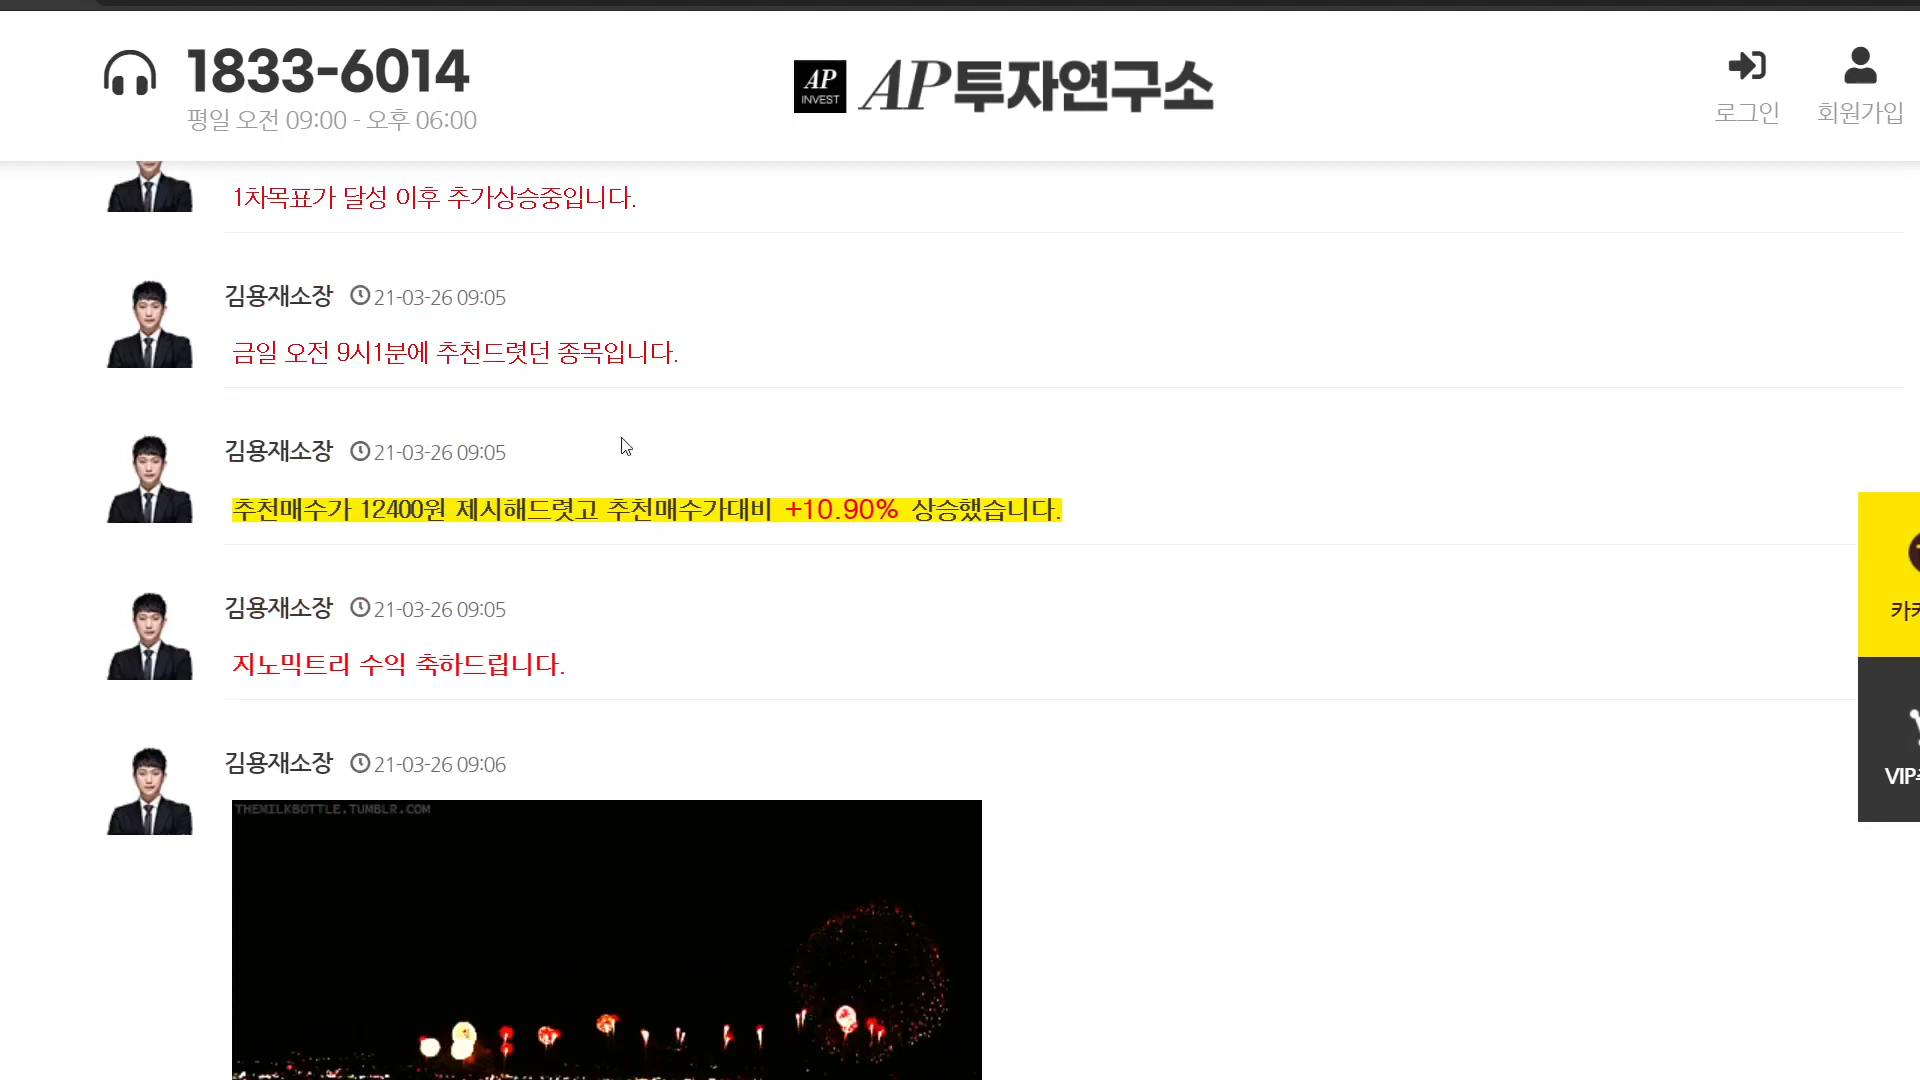 1833-6014
평일 오전 09:00 - 오후 06:00
AP
INVEST
AP투자연구소
로그인
회원가입
1차목표가 달성 이후 추가상승중입니다.
김용재소장 21-03-26 09:05
금일 오전 9시1분에 추천드렷던 종목입니다.
김용재소장 21-03-26 09:05
추천매수가 12400원 제시해드렷고 추천매수가대비 +10.90% 상승했습니다.
김용재소장 21-03-26 09:05
지노믹트리 수익 축하드립니다.
김용재소장 21-03-26 09:06
THEMILKBOTTLE.TUMBLR.COM
VIP